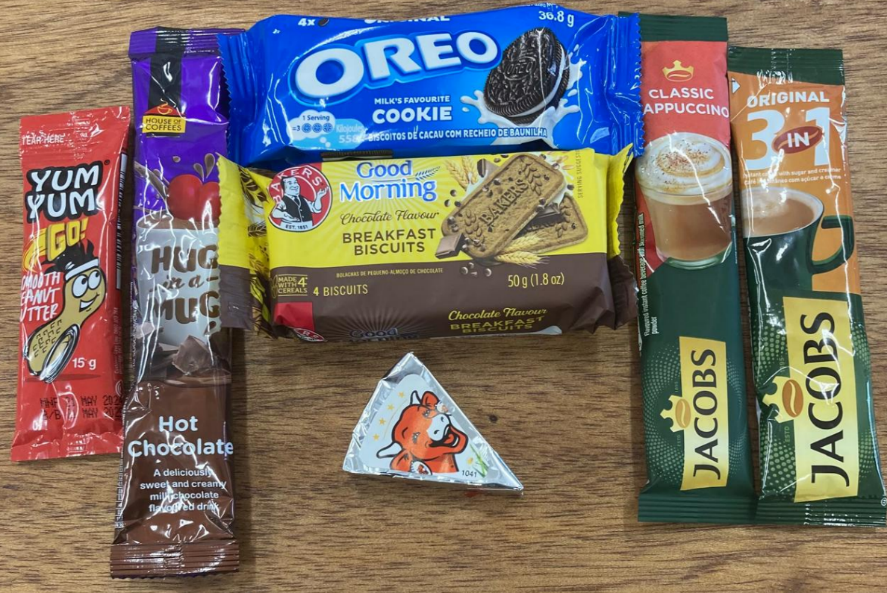 TEAR HERE
YUM
YUM
GO!
SMOOTH
PEANUT
BUTTER
15 g
HOUSE OF
COFFEES
HUG
in a
MUG
Hot
Chocolate
A deliciously
sweet and creamy
milk chocolate
flavoured drink
4x
ORIGINAL
36.8 g
OREO
MILK'S FAVOURITE
COOKIE
1 Serving
BISCOITOS DE CACAU COM RECHEIO DE BAUNILHA
BAKERS
EST. 1851
Good
Morning
Chocolate Flavour
BREAKFAST
BISCUITS
BAKERS
BOLACHAS DE PEQUENO-ALMOÇO DE CHOCOLATE
MADE
WITH 4
CEREALS
4 BISCUITS
50 g (1.8 oz)
Good
Chocolate Flavour
BREAKFAST
BISCUITS
1041
CLASSIC
CAPPUCCINO
JACOBS
ORIGINAL
3 IN 1
JACOBS